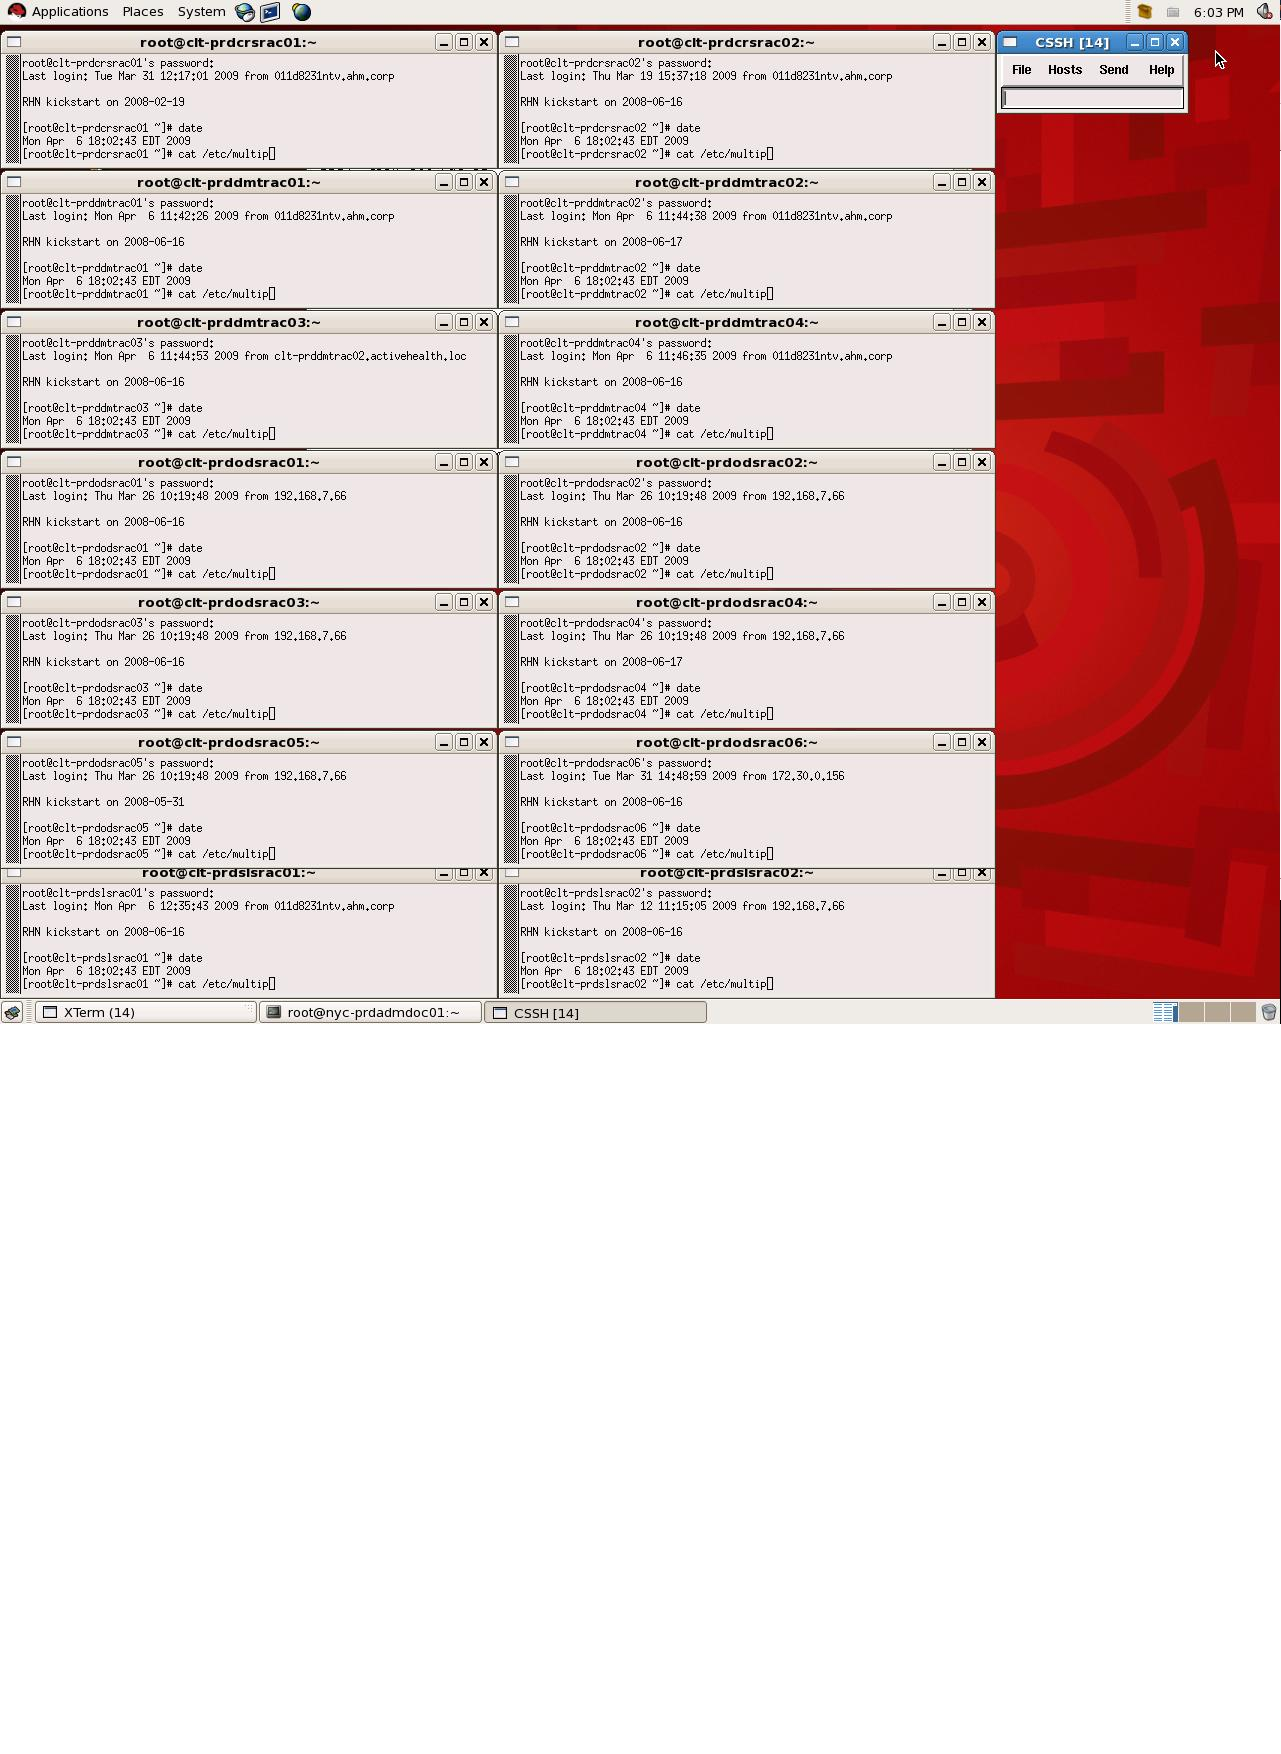 Applications Places System 6:03 PM
root@clt-prdcrsrac01:~
root@clt-prdcrsrac01's password:
Last login: Tue Mar 31 12:17:01 2009 from 011d8231ntv.ahm.corp
RHN kickstart on 2008-02-19
[root@clt-prdcrsrac01 ~]# date
Mon Apr  6 18:02:43 EDT 2009
[root@clt-prdcrsrac01 ~]# cat /etc/multip
root@clt-prdcrsrac02:~
root@clt-prdcrsrac02's password:
Last login: Thu Mar 19 15:37:18 2009 from 011d8231ntv.ahm.corp
RHN kickstart on 2008-06-16
[root@clt-prdcrsrac02 ~]# date
Mon Apr  6 18:02:43 EDT 2009
[root@clt-prdcrsrac02 ~]# cat /etc/multip
CSSH [14]
File Hosts Send Help
root@clt-prddmtrac01:~
root@clt-prddmtrac01's password:
Last login: Mon Apr  6 11:42:26 2009 from 011d8231ntv.ahm.corp
RHN kickstart on 2008-06-16
[root@clt-prddmtrac01 ~]# date
Mon Apr  6 18:02:43 EDT 2009
[root@clt-prddmtrac01 ~]# cat /etc/multip
root@clt-prddmtrac02:~
root@clt-prddmtrac02's password:
Last login: Mon Apr  6 11:44:38 2009 from 011d8231ntv.ahm.corp
RHN kickstart on 2008-06-17
[root@clt-prddmtrac02 ~]# date
Mon Apr  6 18:02:43 EDT 2009
[root@clt-prddmtrac02 ~]# cat /etc/multip
root@clt-prddmtrac03:~
root@clt-prddmtrac03's password:
Last login: Mon Apr  6 11:44:53 2009 from clt-prddmtrac02.activehealth.loc
RHN kickstart on 2008-06-16
[root@clt-prddmtrac03 ~]# date
Mon Apr  6 18:02:43 EDT 2009
[root@clt-prddmtrac03 ~]# cat /etc/multip
root@clt-prddmtrac04:~
root@clt-prddmtrac04's password:
Last login: Mon Apr  6 11:46:35 2009 from 011d8231ntv.ahm.corp
RHN kickstart on 2008-06-16
[root@clt-prddmtrac04 ~]# date
Mon Apr  6 18:02:43 EDT 2009
[root@clt-prddmtrac04 ~]# cat /etc/multip
root@clt-prdodsrac01:~
root@clt-prdodsrac01's password:
Last login: Thu Mar 26 10:19:48 2009 from 192.168.7.66
RHN kickstart on 2008-06-16
[root@clt-prdodsrac01 ~]# date
Mon Apr  6 18:02:43 EDT 2009
[root@clt-prdodsrac01 ~]# cat /etc/multip
root@clt-prdodsrac02:~
root@clt-prdodsrac02's password:
Last login: Thu Mar 26 10:19:48 2009 from 192.168.7.66
RHN kickstart on 2008-06-16
[root@clt-prdodsrac02 ~]# date
Mon Apr  6 18:02:43 EDT 2009
[root@clt-prdodsrac02 ~]# cat /etc/multip
root@clt-prdodsrac03:~
root@clt-prdodsrac03's password:
Last login: Thu Mar 26 10:19:48 2009 from 192.168.7.66
RHN kickstart on 2008-06-16
[root@clt-prdodsrac03 ~]# date
Mon Apr  6 18:02:43 EDT 2009
[root@clt-prdodsrac03 ~]# cat /etc/multip
root@clt-prdodsrac04:~
root@clt-prdodsrac04's password:
Last login: Thu Mar 26 10:19:48 2009 from 192.168.7.66
RHN kickstart on 2008-06-17
[root@clt-prdodsrac04 ~]# date
Mon Apr  6 18:02:43 EDT 2009
[root@clt-prdodsrac04 ~]# cat /etc/multip
root@clt-prdodsrac05:~
root@clt-prdodsrac05's password:
Last login: Thu Mar 26 10:19:48 2009 from 192.168.7.66
RHN kickstart on 2008-05-31
[root@clt-prdodsrac05 ~]# date
Mon Apr  6 18:02:43 EDT 2009
[root@clt-prdodsrac05 ~]# cat /etc/multip
root@clt-prdodsrac06:~
root@clt-prdodsrac06's password:
Last login: Tue Mar 31 14:48:59 2009 from 172.30.0.156
RHN kickstart on 2008-06-16
[root@clt-prdodsrac06 ~]# date
Mon Apr  6 18:02:43 EDT 2009
[root@clt-prdodsrac06 ~]# cat /etc/multip
root@clt-prdslsrac01:~
root@clt-prdslsrac01's password:
Last login: Mon Apr  6 12:35:43 2009 from 011d8231ntv.ahm.corp
RHN kickstart on 2008-06-16
[root@clt-prdslsrac01 ~]# date
Mon Apr  6 18:02:43 EDT 2009
[root@clt-prdslsrac01 ~]# cat /etc/multip
root@clt-prdslsrac02:~
root@clt-prdslsrac02's password:
Last login: Thu Mar 12 11:15:05 2009 from 192.168.7.66
RHN kickstart on 2008-06-16
[root@clt-prdslsrac02 ~]# date
Mon Apr  6 18:02:43 EDT 2009
[root@clt-prdslsrac02 ~]# cat /etc/multip
XTerm (14) root@nyc-prdadmdoc01:~ CSSH [14]